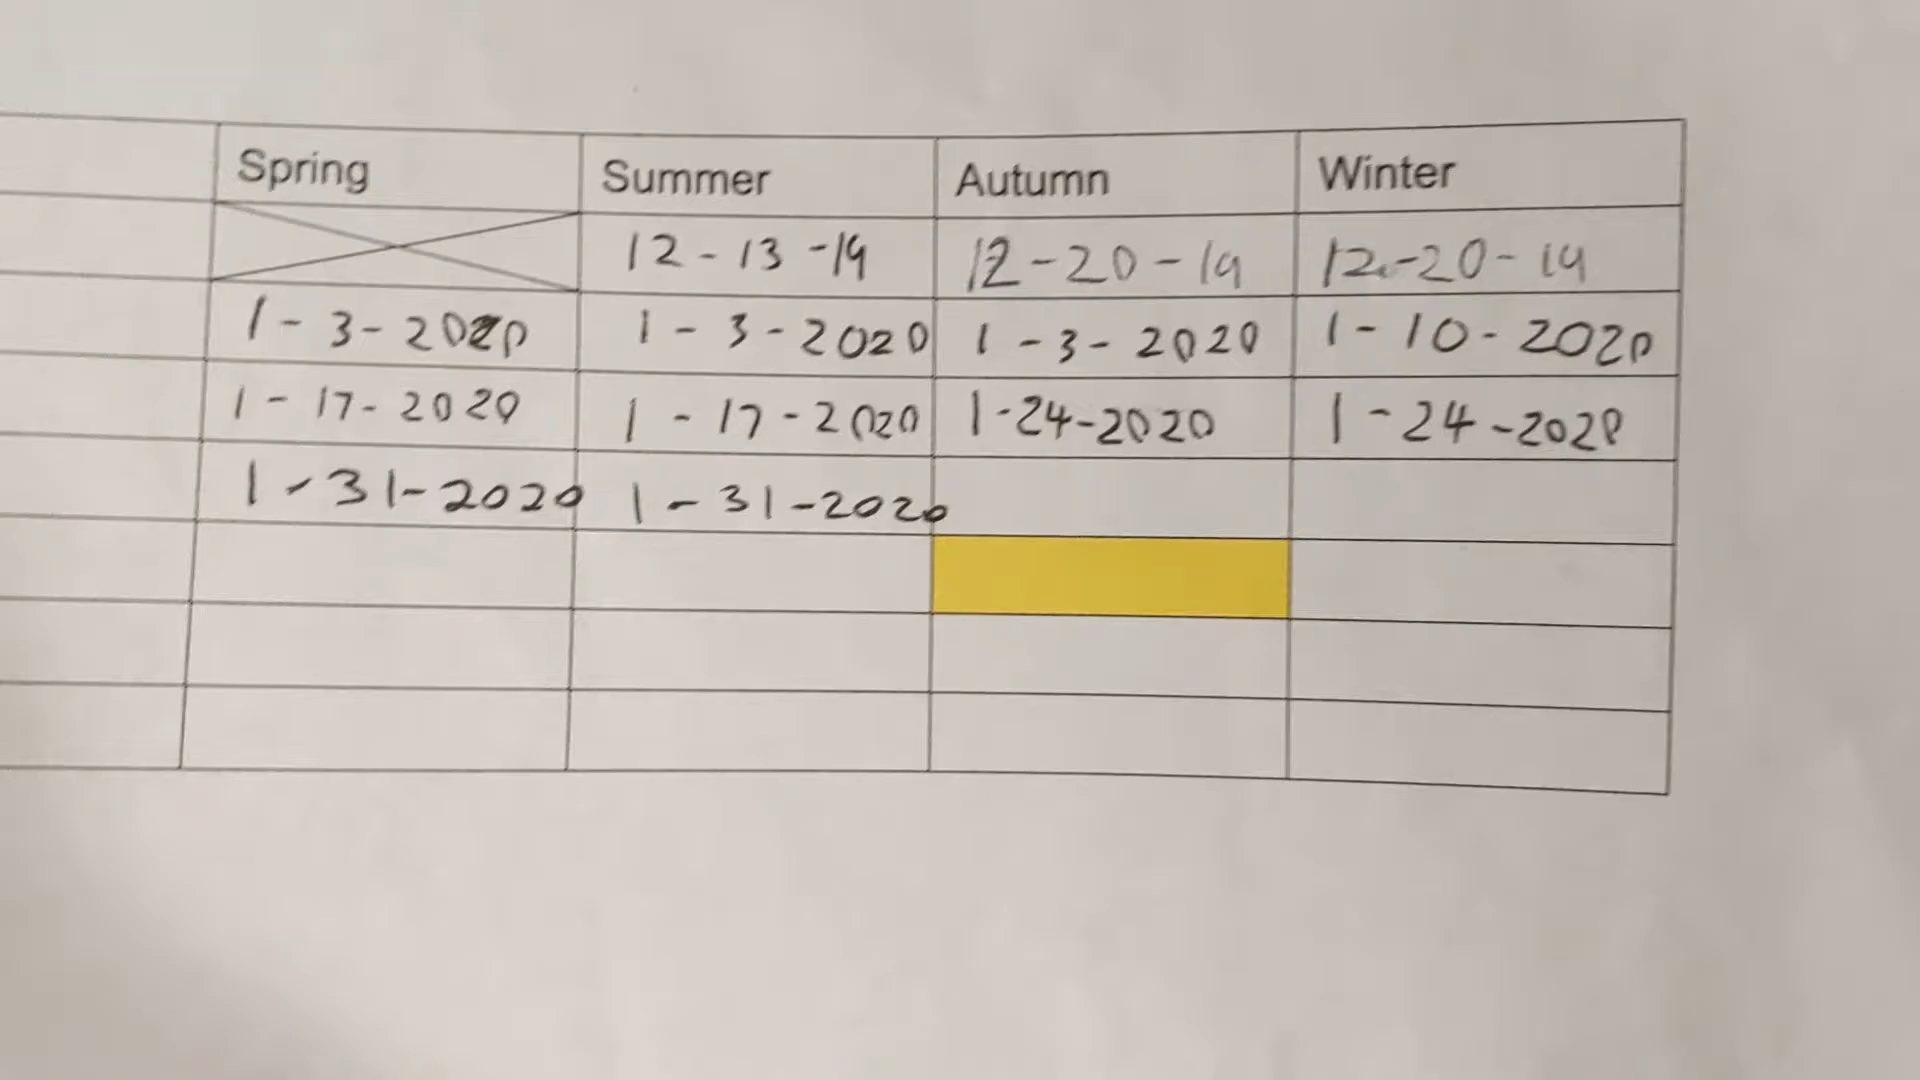 Spring Summer Autumn Winter
12-13-19 12-20-19 12-20-19
1-3-2020 1-3-2020 1-3-2020 1-10-2020
1-17-2020 1-17-2020 1-24-2020 1-24-2020
1-31-2020 1-31-2020